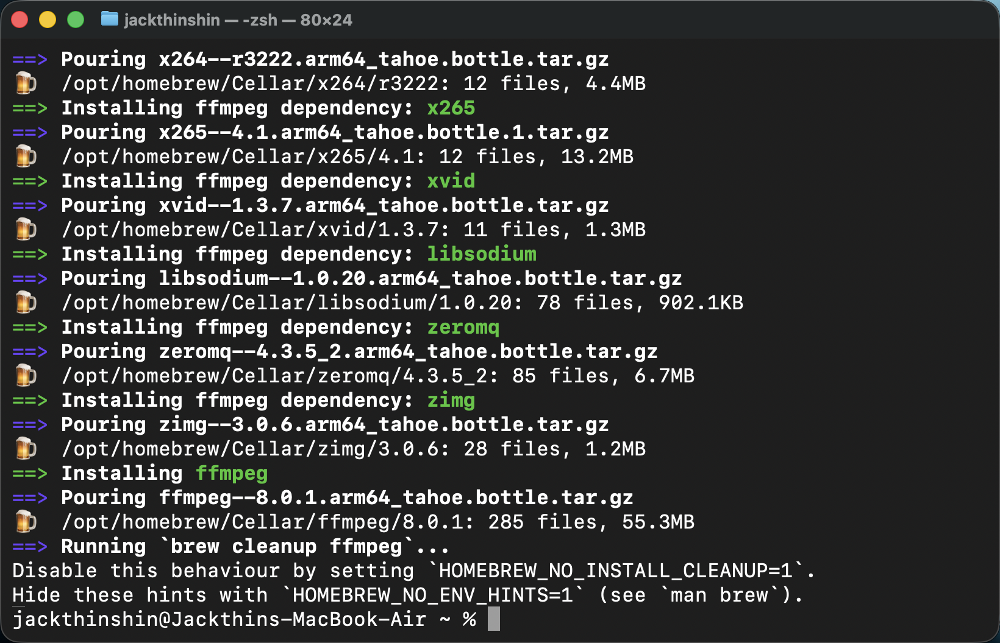 jackthinshin — -zsh — 80×24
==> Pouring x264--r3222.arm64_tahoe.bottle.tar.gz
🍺  /opt/homebrew/Cellar/x264/r3222: 12 files, 4.4MB
==> Installing ffmpeg dependency: x265
==> Pouring x265--4.1.arm64_tahoe.bottle.1.tar.gz
🍺  /opt/homebrew/Cellar/x265/4.1: 12 files, 13.2MB
==> Installing ffmpeg dependency: xvid
==> Pouring xvid--1.3.7.arm64_tahoe.bottle.tar.gz
🍺  /opt/homebrew/Cellar/xvid/1.3.7: 11 files, 1.3MB
==> Installing ffmpeg dependency: libsodium
==> Pouring libsodium--1.0.20.arm64_tahoe.bottle.tar.gz
🍺  /opt/homebrew/Cellar/libsodium/1.0.20: 78 files, 902.1KB
==> Installing ffmpeg dependency: zeromq
==> Pouring zeromq--4.3.5_2.arm64_tahoe.bottle.tar.gz
🍺  /opt/homebrew/Cellar/zeromq/4.3.5_2: 85 files, 6.7MB
==> Installing ffmpeg dependency: zimg
==> Pouring zimg--3.0.6.arm64_tahoe.bottle.tar.gz
🍺  /opt/homebrew/Cellar/zimg/3.0.6: 28 files, 1.2MB
==> Installing ffmpeg
==> Pouring ffmpeg--8.0.1.arm64_tahoe.bottle.tar.gz
🍺  /opt/homebrew/Cellar/ffmpeg/8.0.1: 285 files, 55.3MB
==> Running `brew cleanup ffmpeg`...
Disable this behaviour by setting `HOMEBREW_NO_INSTALL_CLEANUP=1`.
Hide these hints with `HOMEBREW_NO_ENV_HINTS=1` (see `man brew`).
jackthinshin@Jackthins-MacBook-Air ~ %